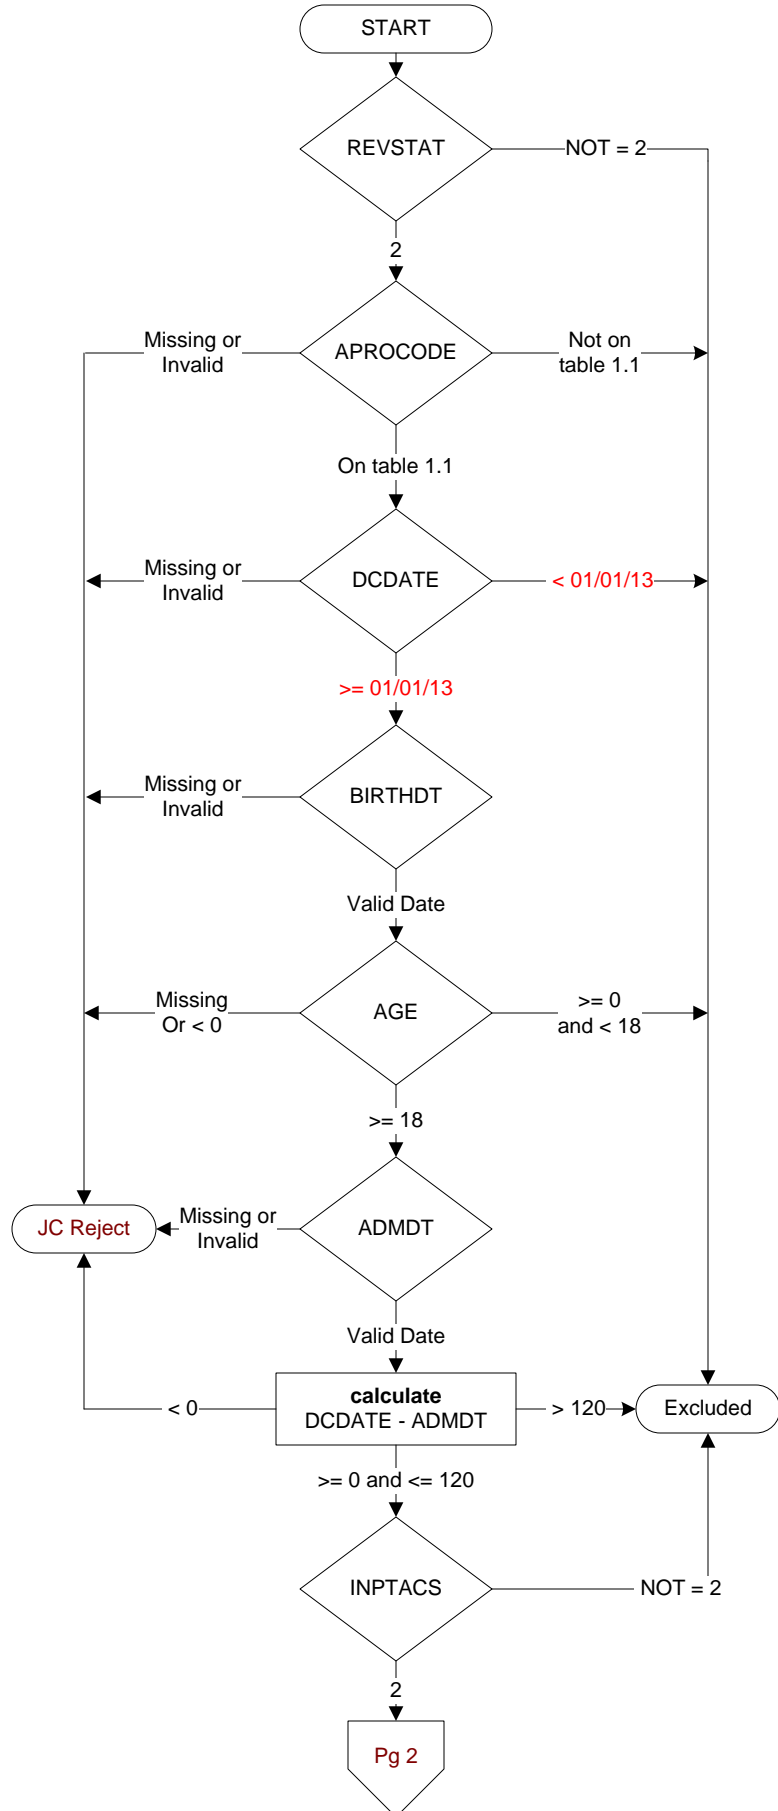 START
REVSTAT
NOT = 2
2
Missing or
Invalid
APROCODE
Not on
table 1.1
On table 1.1
Missing or
Invalid
DCDATE
< 01/01/13
>= 01/01/13
Missing or
Invalid
BIRTHDT
Valid Date
Missing
Or < 0
AGE
>= 0
and < 18
>= 18
JC Reject
Missing or
Invalid
ADMDT
Valid Date
< 0
calculate
DCDATE - ADMDT
> 120
Excluded
>= 0 and <= 120
INPTACS
NOT = 2
2
Pg 2